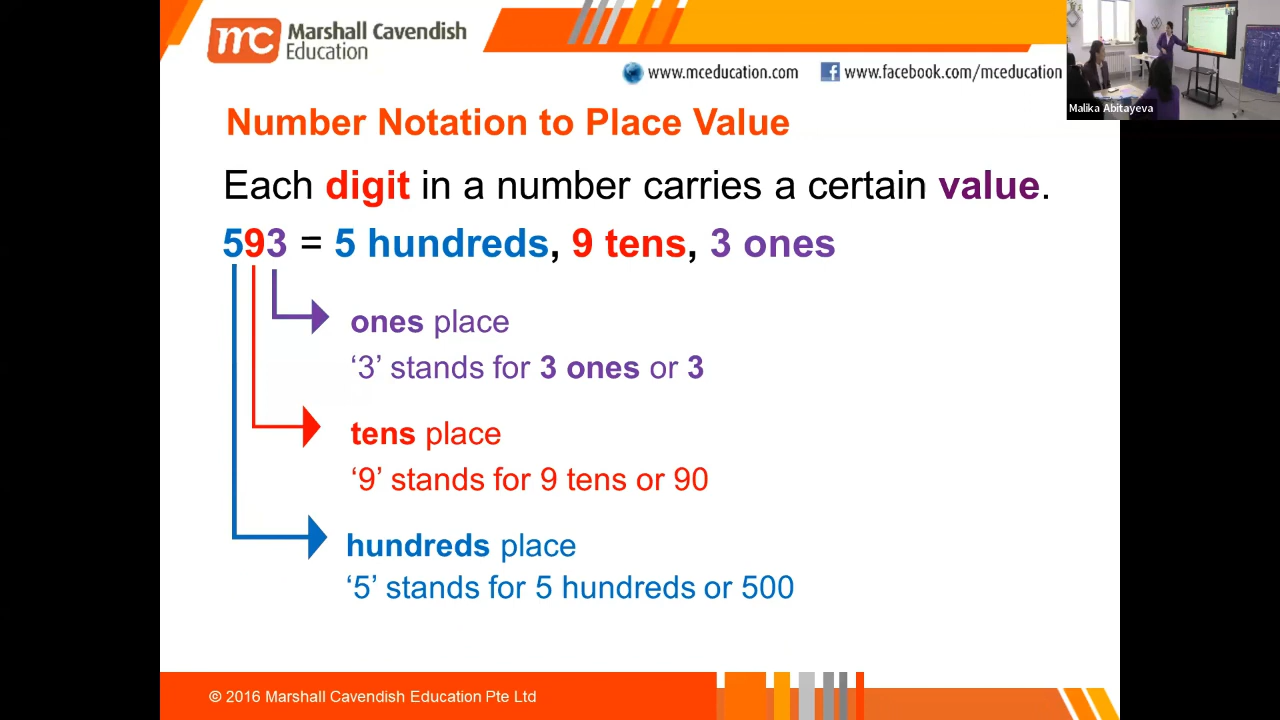 mc Marshall Cavendish
Education
www.mceducation.com
www.facebook.com/mceducation
Malika Abitayeva
Number Notation to Place Value
Each digit in a number carries a certain value.
593 = 5 hundreds, 9 tens, 3 ones
ones place
‘3’ stands for 3 ones or 3
tens place
‘9’ stands for 9 tens or 90
hundreds place
‘5’ stands for 5 hundreds or 500
© 2016 Marshall Cavendish Education Pte Ltd